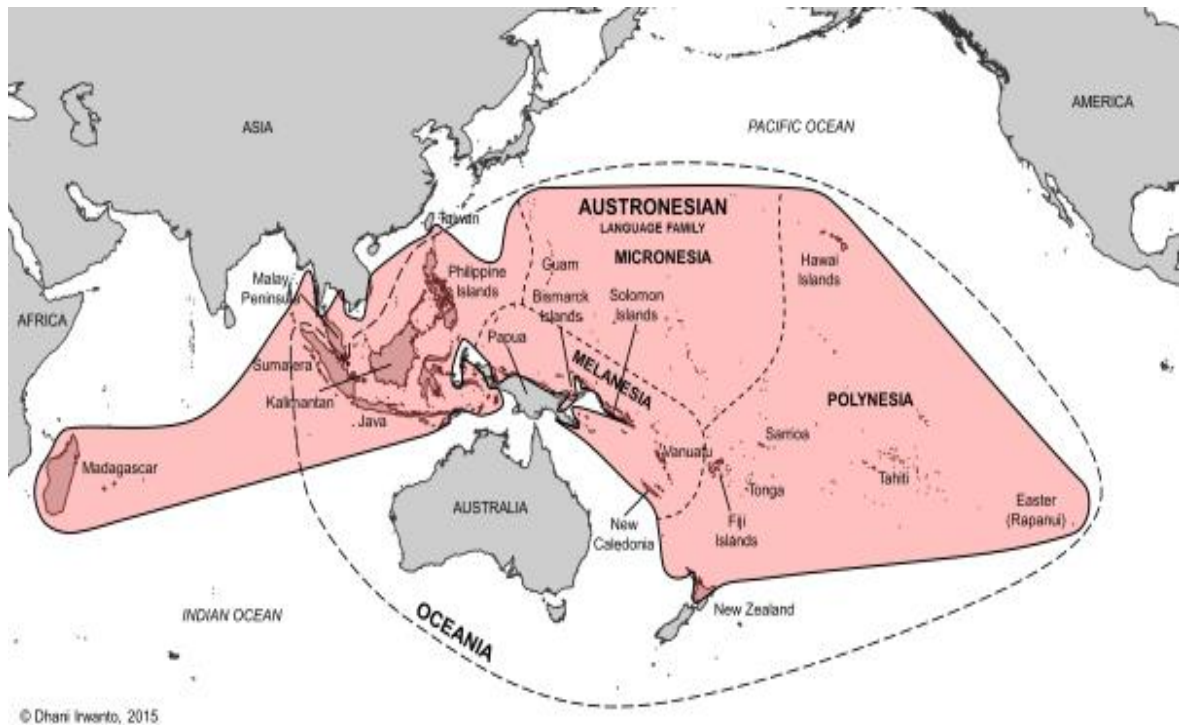 AMERICA
ASIA
PACIFIC OCEAN
AUSTRONESIAN
LANGUAGE FAMILY
Taiwan
MICRONESIA
Hawai
Islands
Guam
Philippine
Islands
Malay
Peninsula
Bismarck
Islands
Solomon
Islands
AFRICA
Papua
MELANESIA
Sumatera
Kalimantan
POLYNESIA
Java
Samoa
Vanuatu
Madagascar
Tahiti
Tonga
Easter
(Rapanui)
AUSTRALIA
Fiji
Islands
New
Caledonia
New Zealand
INDIAN OCEAN
OCEANIA
© Dhani Irwanto, 2015